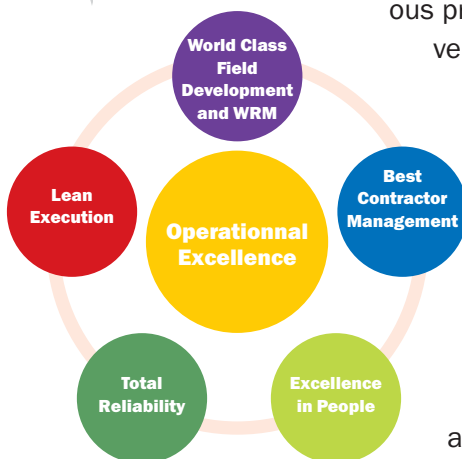 ous pr
ve
World Class
Field
Development
and WRM
Best
Contractor
Management
Lean
Execution
Operationnal
Excellence
Total
Reliability
Excellence
in People
a